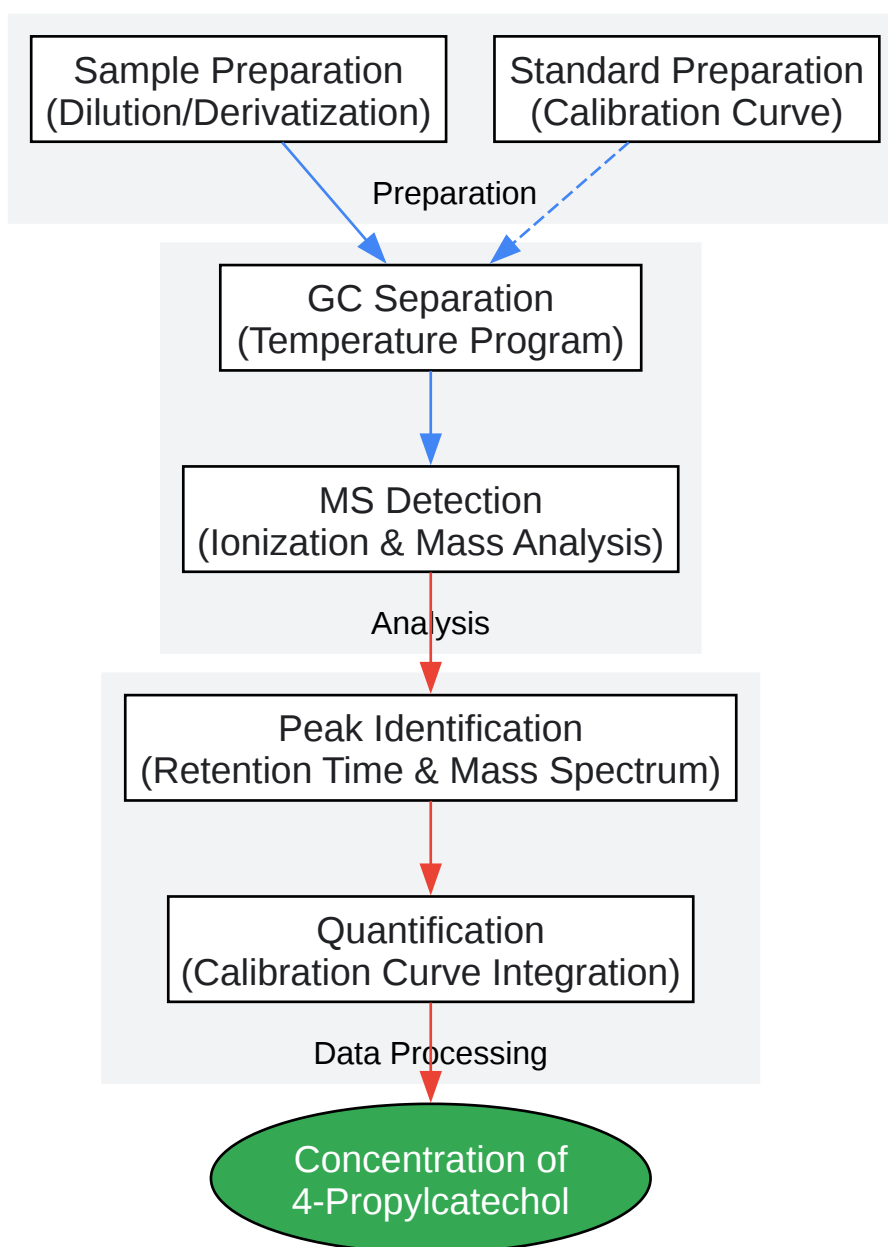 Sample Preparation
(Dilution/Derivatization)
Standard Preparation
(Calibration Curve)
Preparation
GC Separation
(Temperature Program)
MS Detection
(Ionization & Mass Analysis)
Analysis
Peak Identification
(Retention Time & Mass Spectrum)
Quantification
(Calibration Curve Integration)
Data Processing
Concentration of
4-Propylcatechol